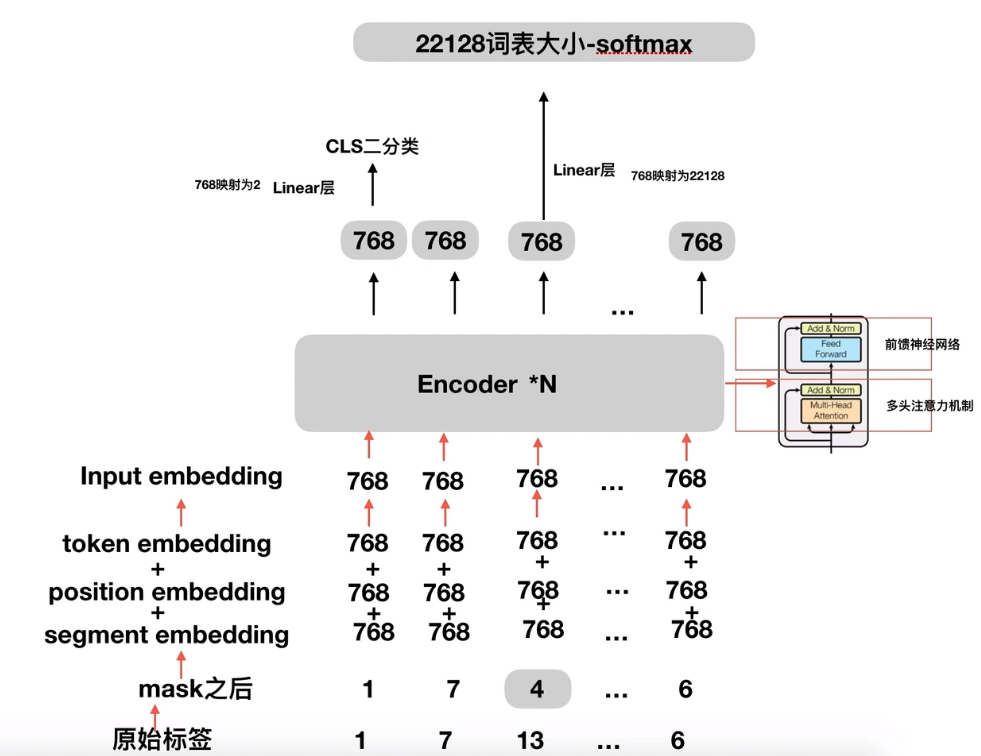 22128词表大小-softmax
CLS二分类
768映射为2 Linear层
Linear层 768映射为22128
768 768 768 768
...
Encoder *N
Add & Norm
Feed
Forward
前馈神经网络
Add & Norm
Multi-Head
Attention
多头注意力机制
Input embedding 768 768 768 ... 768
token embedding 768 768 768 ... 768
+ + + + +
position embedding 768 768 768 ... 768
+ + + + +
segment embedding 768 768 768 ... 768
mask之后 1 7 4 ... 6
原始标签 1 7 13 ... 6